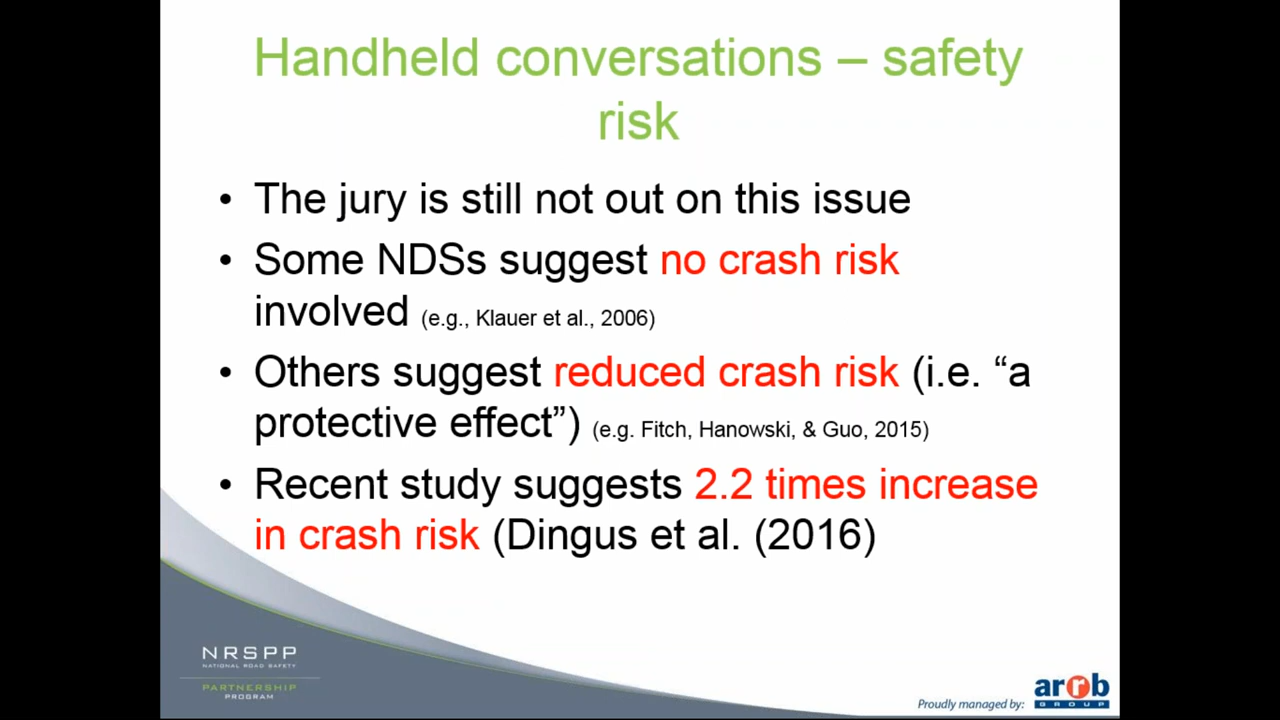 Handheld conversations – safety
risk
• The jury is still not out on this issue
• Some NDSs suggest no crash risk
involved (e.g., Klauer et al., 2006)
• Others suggest reduced crash risk (i.e. “a
protective effect”) (e.g. Fitch, Hanowski, & Guo, 2015)
• Recent study suggests 2.2 times increase
in crash risk (Dingus et al. (2016)
NRSPP
NATIONAL ROAD SAFETY
PARTNERSHIP
PROGRAM
Proudly managed by:
arrb
GROUP